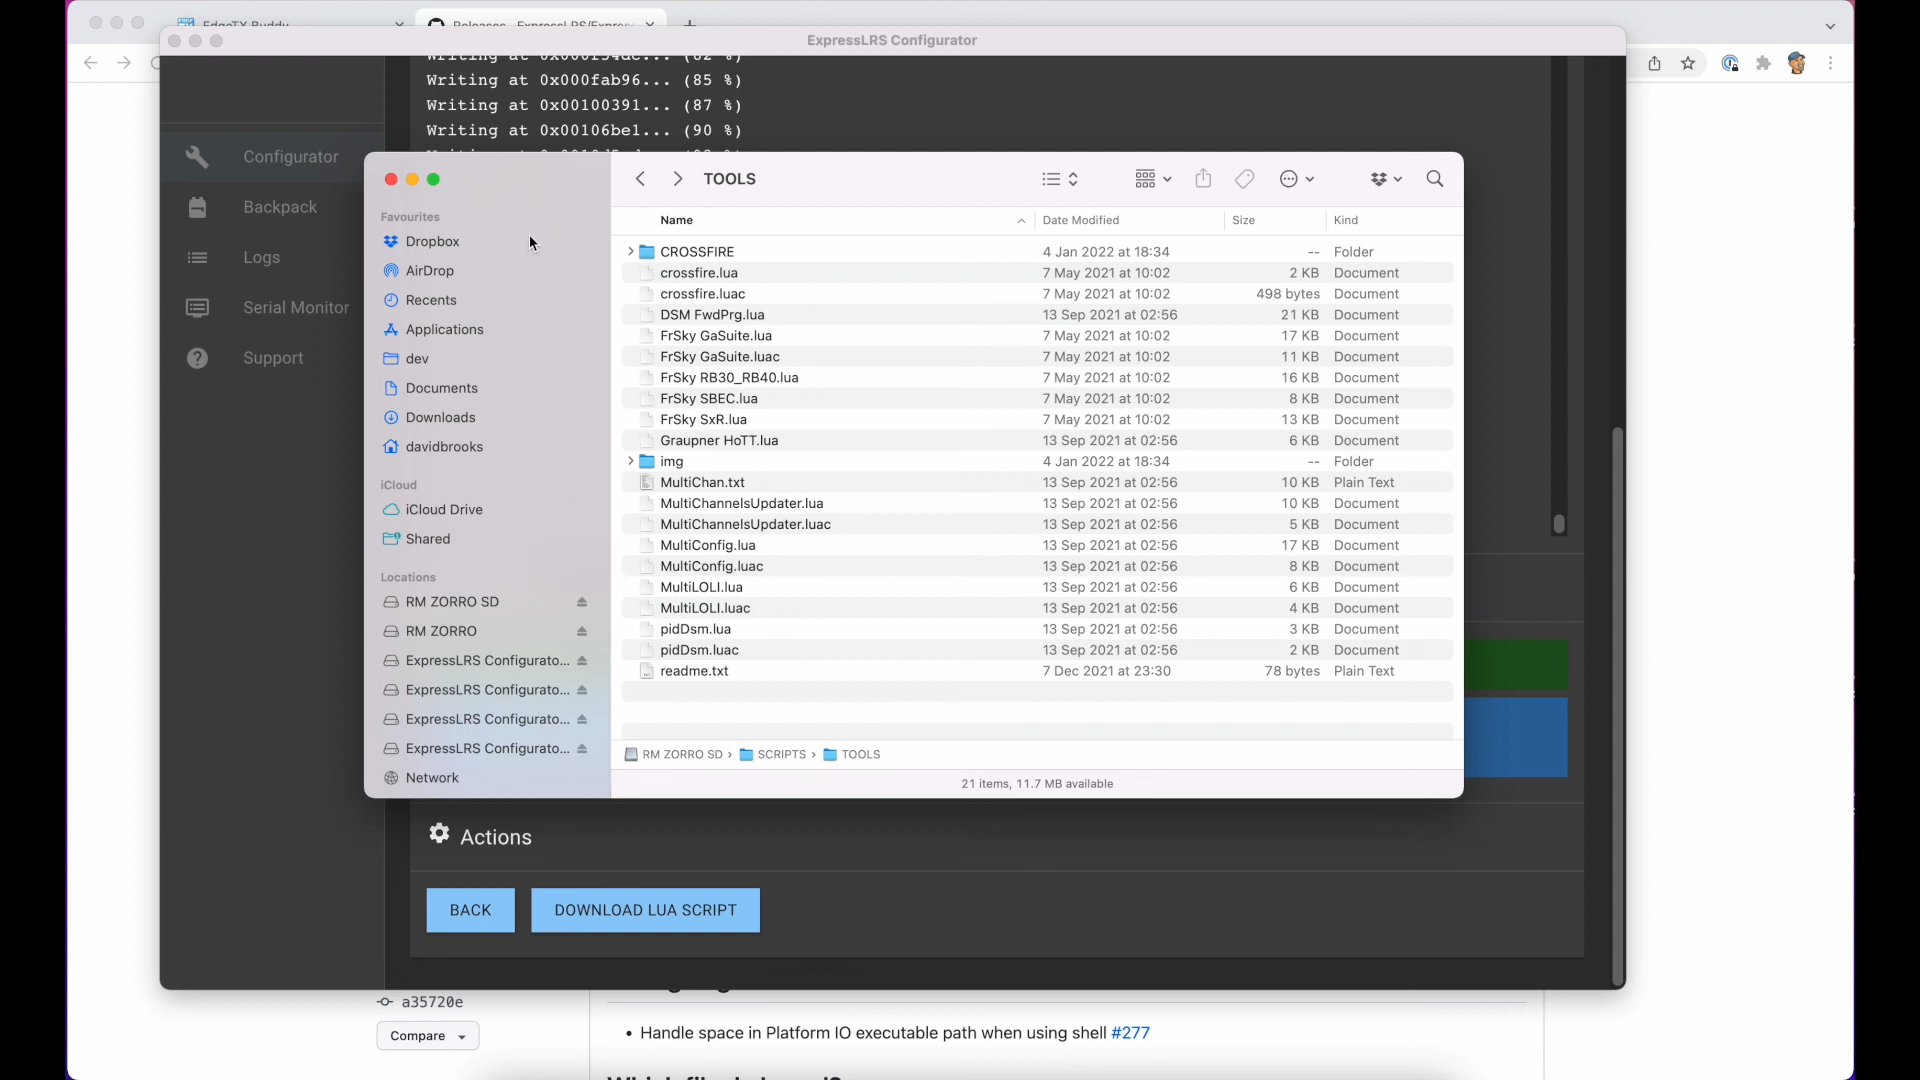 EdgeTX Buddy
Releases · ExpressLRS/Express
ExpressLRS Configurator
Writing at 0x000fab96... (85 %)
Writing at 0x00100391... (87 %)
Writing at 0x00106be1... (90 %)
Configurator
Backpack
Logs
Serial Monitor
Support
TOOLS
Favourites
Dropbox
AirDrop
Recents
Applications
dev
Documents
Downloads
davidbrooks
iCloud
iCloud Drive
Shared
Locations
RM ZORRO SD
RM ZORRO
ExpressLRS Configurato...
ExpressLRS Configurato...
ExpressLRS Configurato...
ExpressLRS Configurato...
Network
Name Date Modified Size Kind
CROSSFIRE 4 Jan 2022 at 18:34 -- Folder
crossfire.lua 7 May 2021 at 10:02 2 KB Document
crossfire.luac 7 May 2021 at 10:02 498 bytes Document
DSM FwdPrg.lua 13 Sep 2021 at 02:56 21 KB Document
FrSky GaSuite.lua 7 May 2021 at 10:02 17 KB Document
FrSky GaSuite.luac 7 May 2021 at 10:02 11 KB Document
FrSky RB30_RB40.lua 7 May 2021 at 10:02 16 KB Document
FrSky SBEC.lua 7 May 2021 at 10:02 8 KB Document
FrSky SxR.lua 7 May 2021 at 10:02 13 KB Document
Graupner HoTT.lua 13 Sep 2021 at 02:56 6 KB Document
img 4 Jan 2022 at 18:34 -- Folder
MultiChan.txt 13 Sep 2021 at 02:56 10 KB Plain Text
MultiChannelsUpdater.lua 13 Sep 2021 at 02:56 10 KB Document
MultiChannelsUpdater.luac 13 Sep 2021 at 02:56 5 KB Document
MultiConfig.lua 13 Sep 2021 at 02:56 17 KB Document
MultiConfig.luac 13 Sep 2021 at 02:56 8 KB Document
MultiLOLI.lua 13 Sep 2021 at 02:56 6 KB Document
MultiLOLI.luac 13 Sep 2021 at 02:56 4 KB Document
pidDsm.lua 13 Sep 2021 at 02:56 3 KB Document
pidDsm.luac 13 Sep 2021 at 02:56 2 KB Document
readme.txt 7 Dec 2021 at 23:30 78 bytes Plain Text
RM ZORRO SD › SCRIPTS › TOOLS
21 items, 11.7 MB available
Actions
BACK
DOWNLOAD LUA SCRIPT
a35720e
Compare
• Handle space in Platform IO executable path when using shell #277